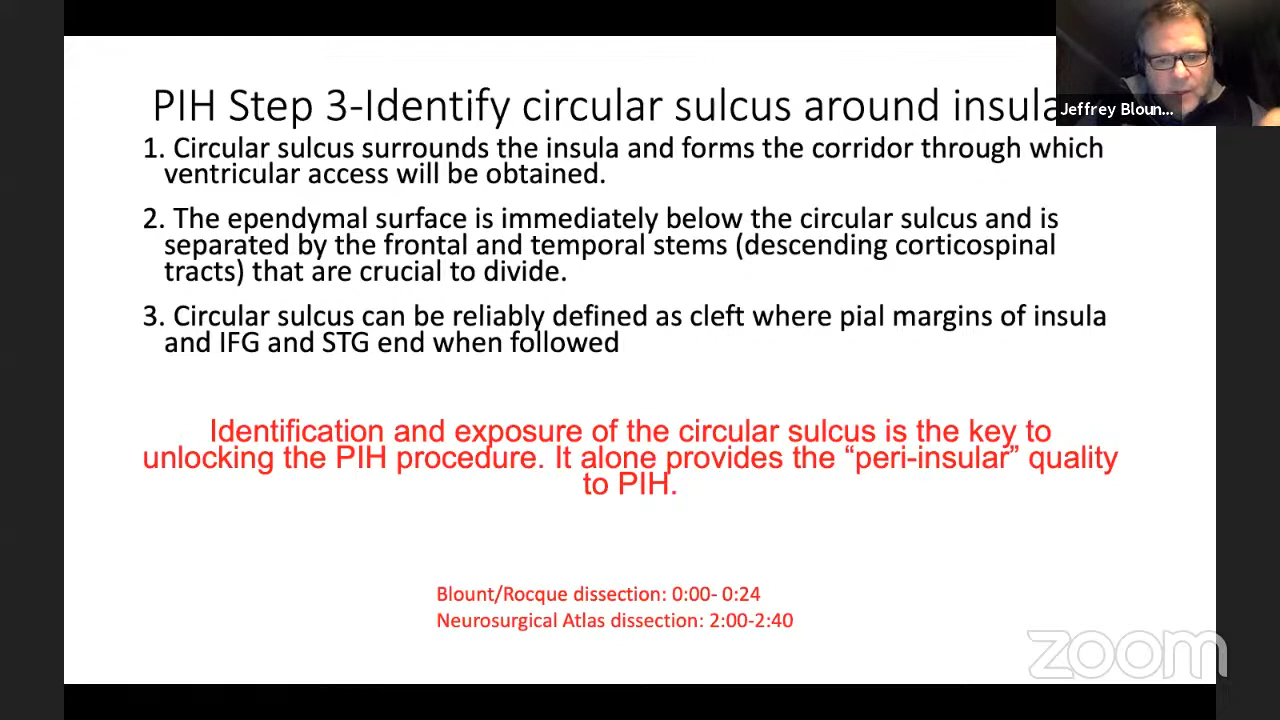 PIH Step 3-Identify circular sulcus around insula
Jeffrey Bloun...
1. Circular sulcus surrounds the insula and forms the corridor through which
ventricular access will be obtained.
2. The ependymal surface is immediately below the circular sulcus and is
separated by the frontal and temporal stems (descending corticospinal
tracts) that are crucial to divide.
3. Circular sulcus can be reliably defined as cleft where pial margins of insula
and IFG and STG end when followed
Identification and exposure of the circular sulcus is the key to
unlocking the PIH procedure. It alone provides the “peri-insular” quality
to PIH.
Blount/Rocque dissection: 0:00- 0:24
Neurosurgical Atlas dissection: 2:00-2:40
zoom